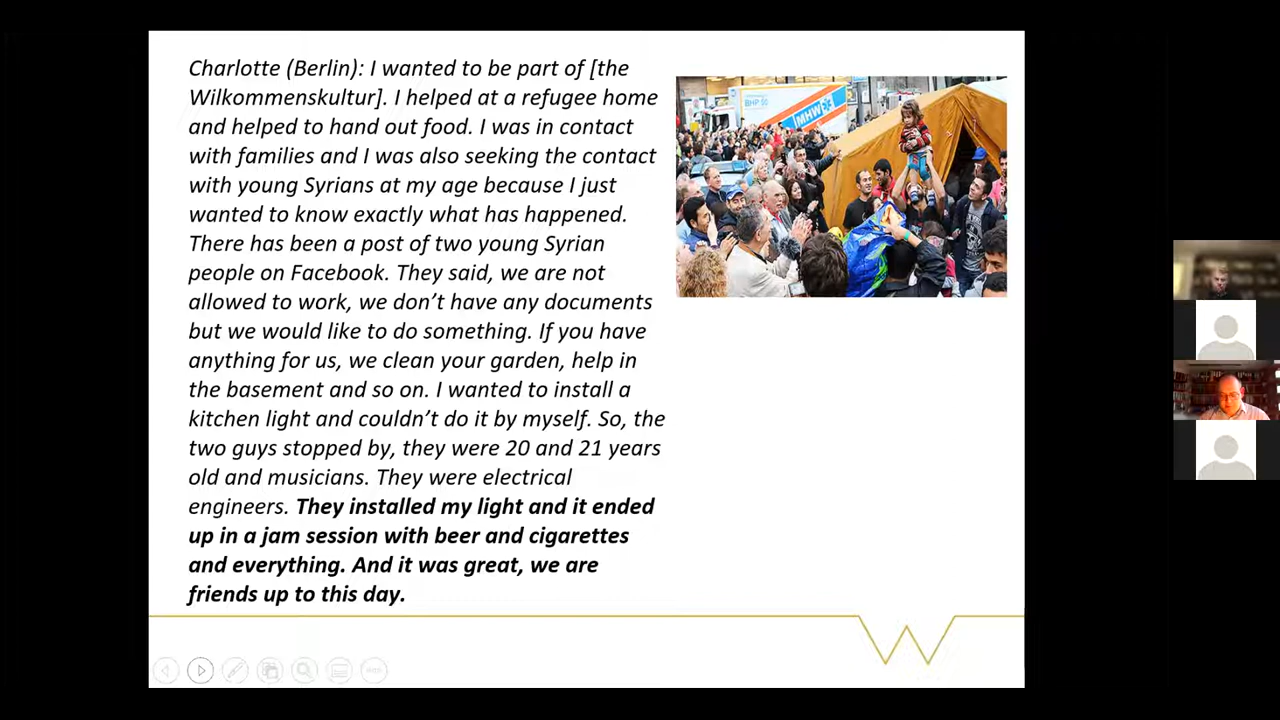 Charlotte (Berlin): I wanted to be part of [the
Wilkommenskultur]. I helped at a refugee home
and helped to hand out food. I was in contact
with families and I was also seeking the contact
with young Syrians at my age because I just
wanted to know exactly what has happened.
There has been a post of two young Syrian
people on Facebook. They said, we are not
allowed to work, we don’t have any documents
but we would like to do something. If you have
anything for us, we clean your garden, help in
the basement and so on. I wanted to install a
kitchen light and couldn’t do it by myself. So, the
two guys stopped by, they were 20 and 21 years
old and musicians. They were electrical
engineers. They installed my light and it ended
up in a jam session with beer and cigarettes
and everything. And it was great, we are
friends up to this day.
BHP 50
MHW